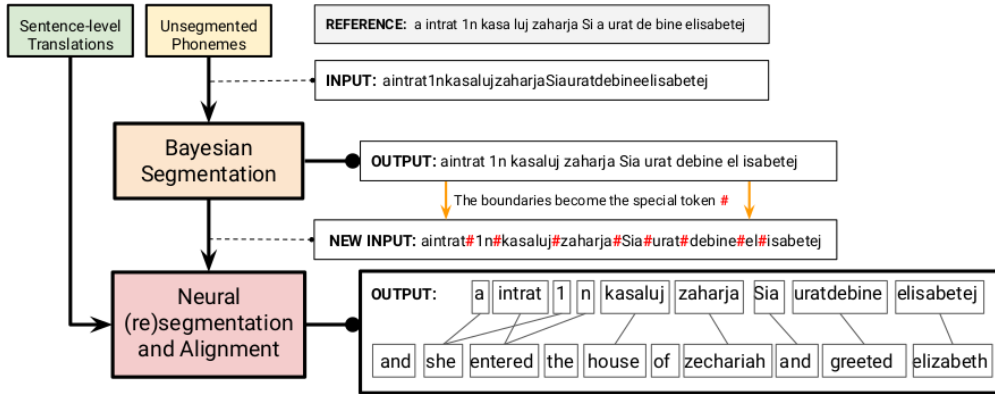 Sentence-level
Translations
Unsegmented
Phonemes
REFERENCE: a intrat 1n kasa luj zaharja Si a urat de bine elisabetej
INPUT: aintrat1nkasalujzaharjaSiauratdebineelisabetej
Bayesian
Segmentation
OUTPUT: aintrat 1n kasaluj zaharja Sia urat debine el isabetej
The boundaries become the special token #
NEW INPUT: aintrat#1n#kasaluj#zaharja#Sia#urat#debine#el#isabetej
Neural
(re)segmentation
and Alignment
OUTPUT: a intrat 1 n kasaluj zaharja Sia uratdebine elisabetej
and she entered the house of zechariah and greeted elizabeth